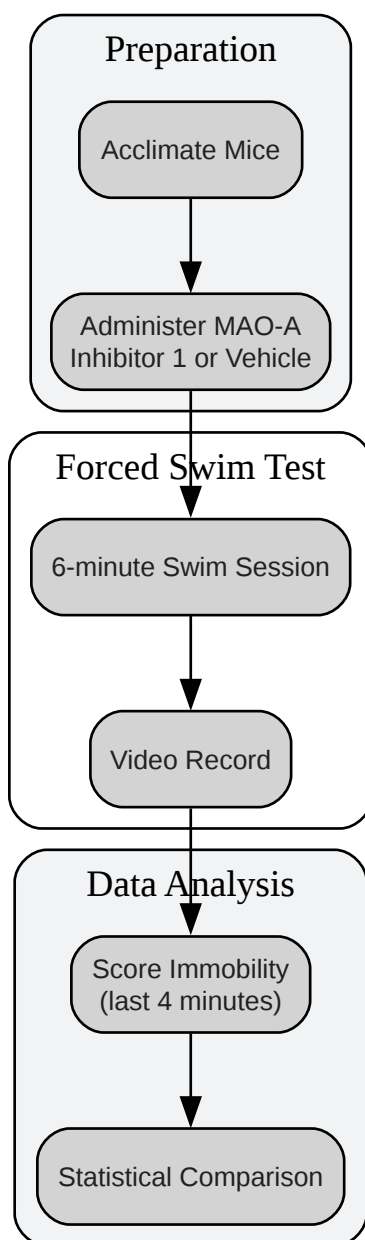 Preparation
Acclimate Mice
Administer MAO-A
Inhibitor 1 or Vehicle
Forced Swim Test
6-minute Swim Session
Video Record
Data Analysis
Score Immobility
(last 4 minutes)
Statistical Comparison